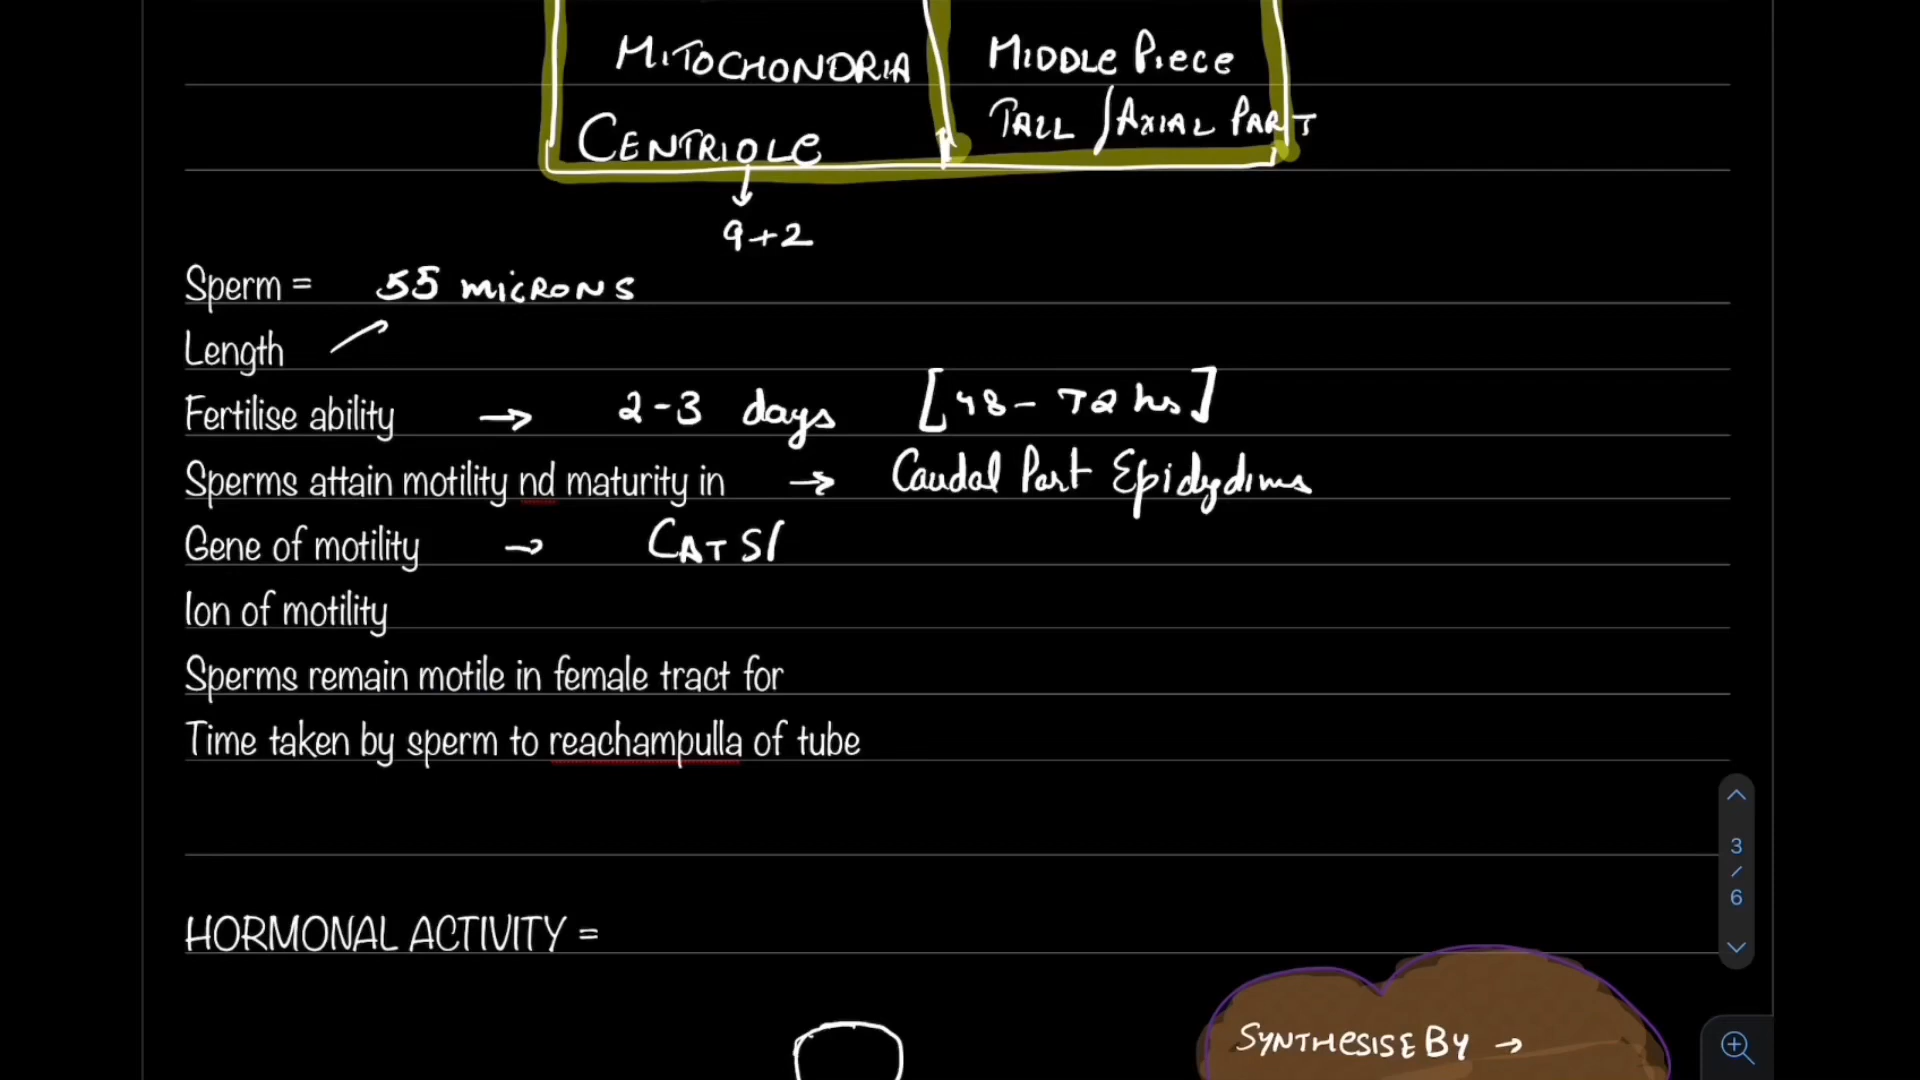 MITOCHONDRIA MIDDLE PIECE
CENTRIOLE TAIL / AXIAL PART
9+2
Sperm = 55 MICRONS
Length
Fertilise ability → 2-3 days [48 - 72 hrs]
Sperms attain motility nd maturity in → Caudal Part Epididymis
Gene of motility → CAT S
Ion of motility
Sperms remain motile in female tract for
Time taken by sperm to reachampulla of tube
3
/
6
HORMONAL ACTIVITY =
SYNTHESISE BY →